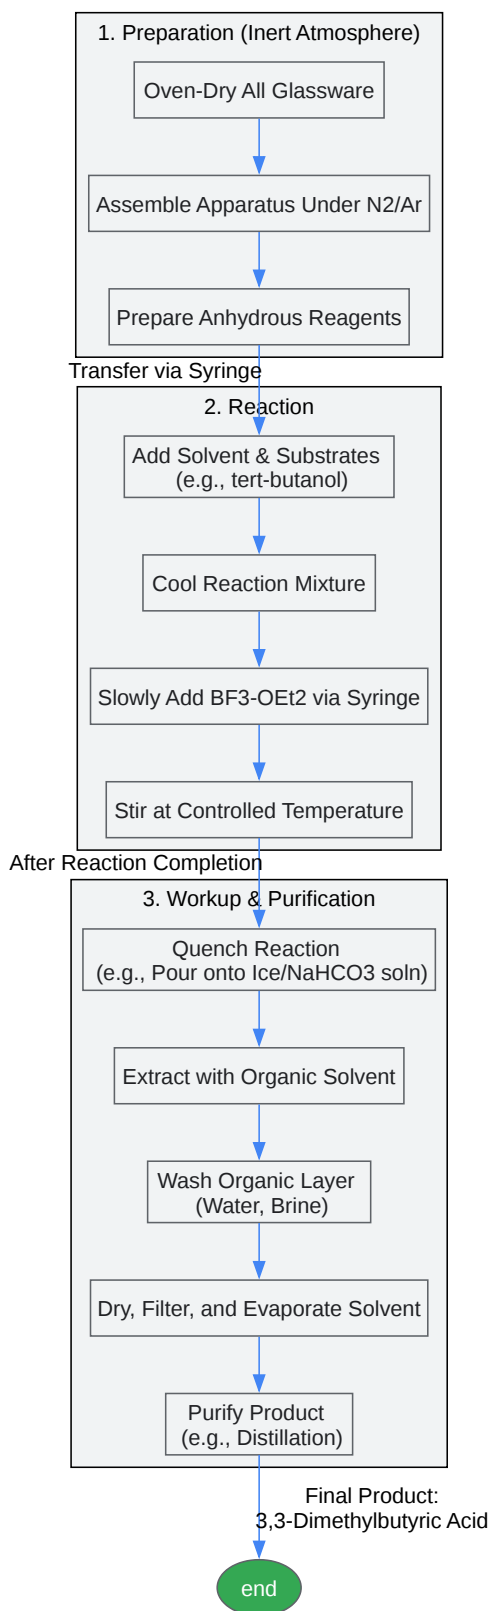 1. Preparation (Inert Atmosphere)
Oven-Dry All Glassware
Assemble Apparatus Under N2/Ar
Prepare Anhydrous Reagents
Transfer via Syringe
2. Reaction
Add Solvent & Substrates
(e.g., tert-butanol)
Cool Reaction Mixture
Slowly Add BF3-OEt2 via Syringe
Stir at Controlled Temperature
After Reaction Completion
3. Workup & Purification
Quench Reaction
(e.g., Pour onto Ice/NaHCO3 soln)
Extract with Organic Solvent
Wash Organic Layer
(Water, Brine)
Dry, Filter, and Evaporate Solvent
Purify Product
(e.g., Distillation)
Final Product:
3,3-Dimethylbutyric Acid
end